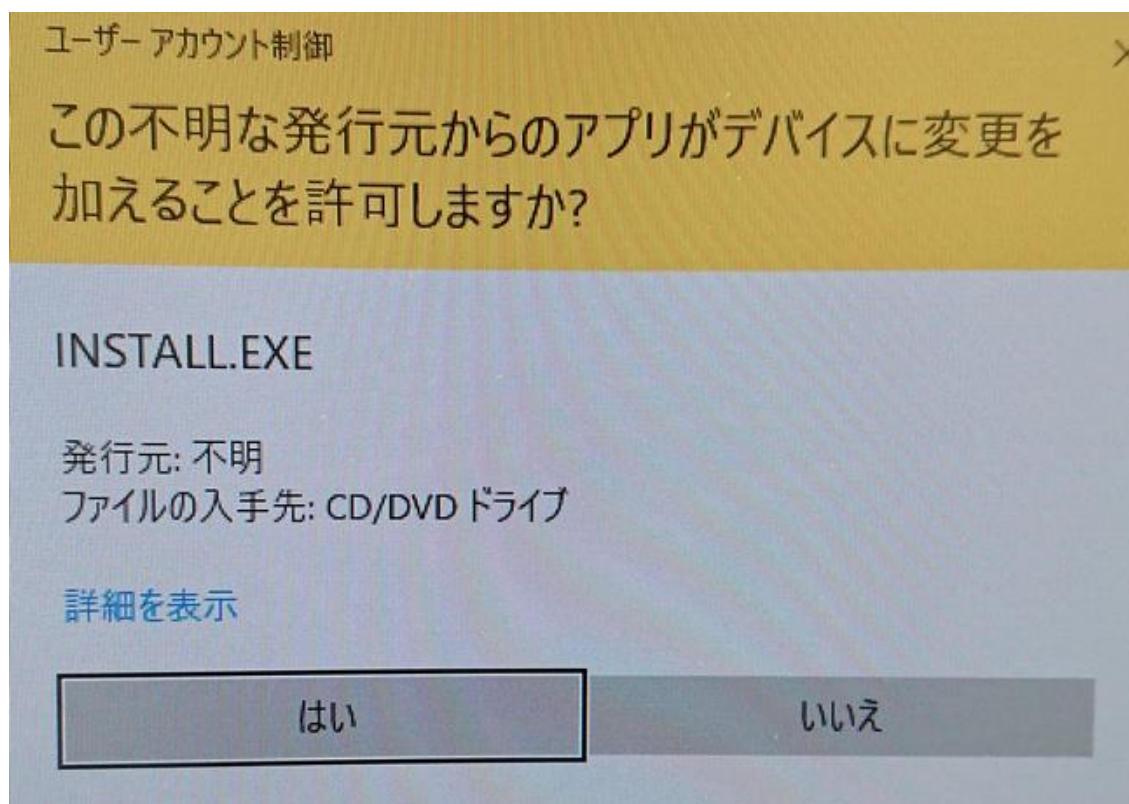 ユーザー アカウント制御
この不明な発行元からのアプリがデバイスに変更を
加えることを許可しますか?
INSTALL.EXE
発行元: 不明
ファイルの入手先: CD/DVD ドライブ
詳細を表示
はい
いいえ